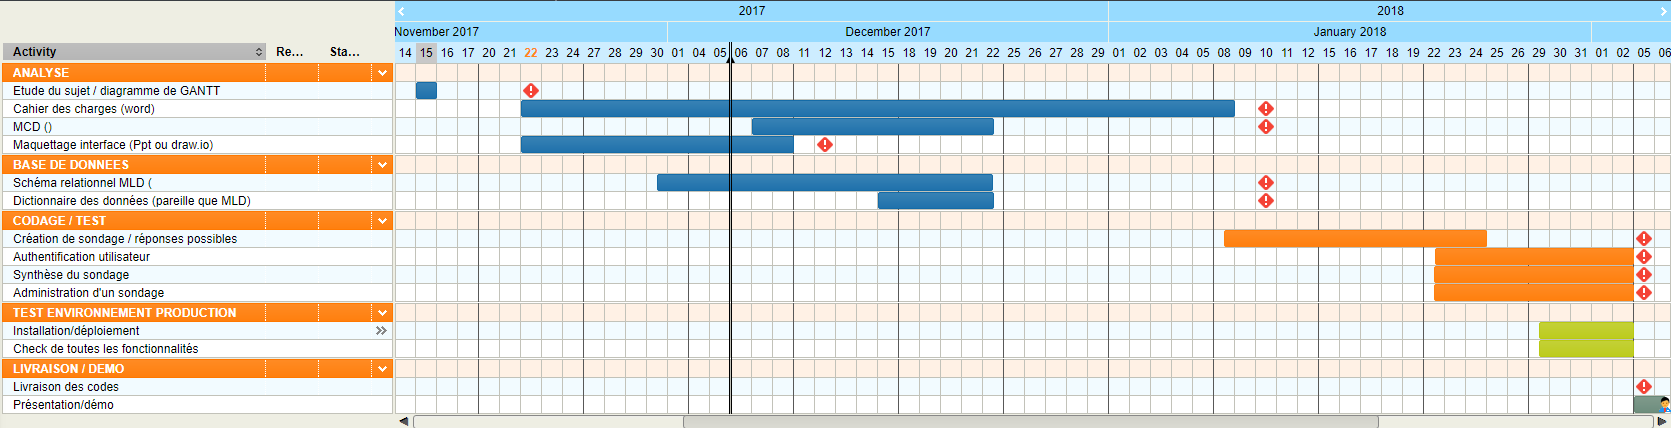 2017 2018
November 2017 December 2017 January 2018
Activity Re... Sta... 14 15 16 17 20 21 22 23 24 27 28 29 30 01 04 05 06 07 08 11 12 13 14 15 18 19 20 21 22 25 26 27 28 29 01 02 03 04 05 08 09 10 11 12 15 16 17 18 19 22 23 24 25 26 29 30 31 01 02 05 06
ANALYSE
Etude du sujet / diagramme de GANTT
Cahier des charges (word)
MCD ()
Maquettage interface (Ppt ou draw.io)
BASE DE DONNEES
Schéma relationnel MLD (
Dictionnaire des données (pareille que MLD)
CODAGE / TEST
Création de sondage / réponses possibles
Authentification utilisateur
Synthèse du sondage
Administration d'un sondage
TEST ENVIRONNEMENT PRODUCTION
Installation/déploiement
Check de toutes les fonctionnalités
LIVRAISON / DEMO
Livraison des codes
Présentation/démo